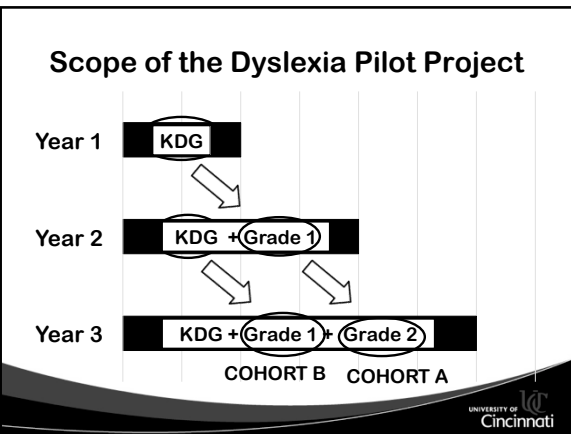 Scope of the Dyslexia Pilot Project
Year 1 KDG
Year 2 KDG + Grade 1
Year 3 KDG + Grade 1 + Grade 2
COHORT B COHORT A
UNIVERSITY OF UC
Cincinnati